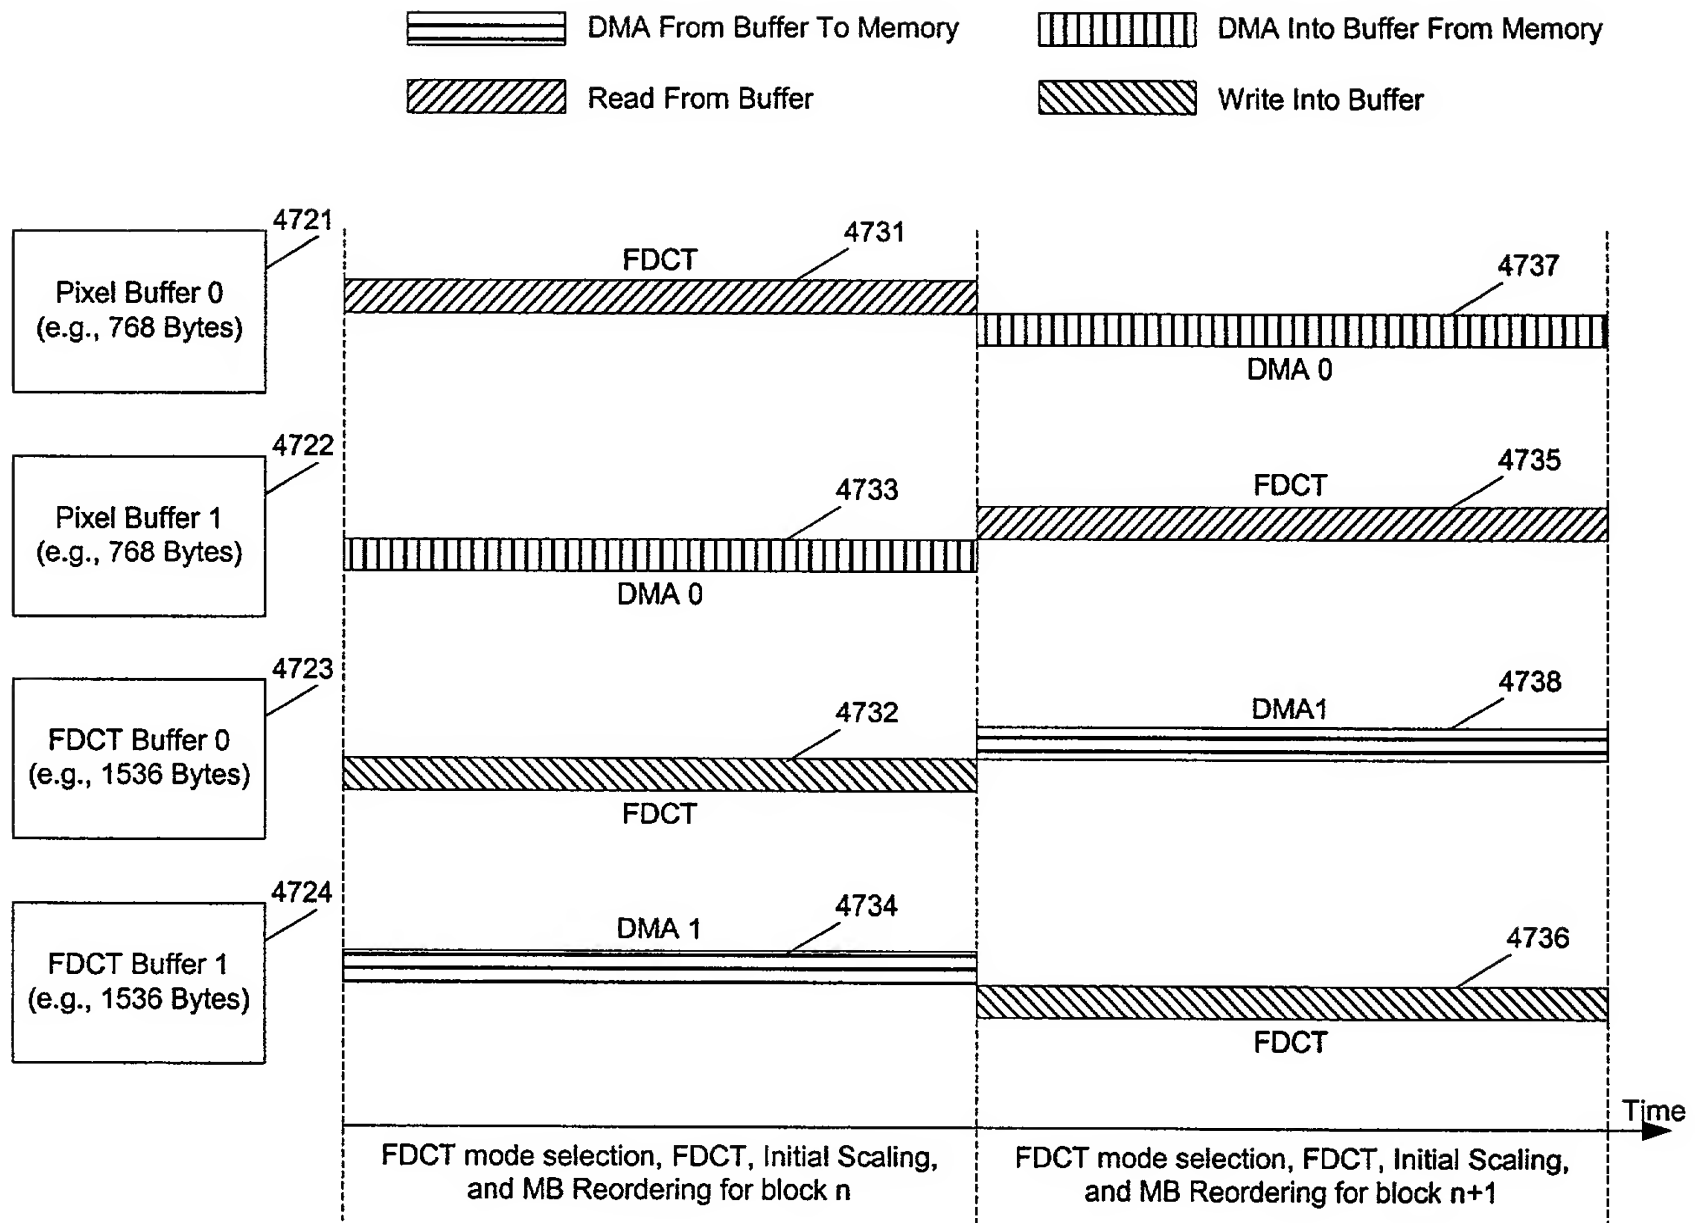 DMA From Buffer To Memory
DMA Into Buffer From Memory
Read From Buffer
Write Into Buffer
4721
Pixel Buffer 0
(e.g., 768 Bytes)
FDCT
4731
4737
DMA 0
4722
Pixel Buffer 1
(e.g., 768 Bytes)
4733
DMA 0
4735
FDCT
4723
FDCT Buffer 0
(e.g., 1536 Bytes)
4732
FDCT
4738
DMA1
4724
FDCT Buffer 1
(e.g., 1536 Bytes)
DMA 1
4734
4736
FDCT
Time
FDCT mode selection, FDCT, Initial Scaling,
and MB Reordering for block n
FDCT mode selection, FDCT, Initial Scaling,
and MB Reordering for block n+1